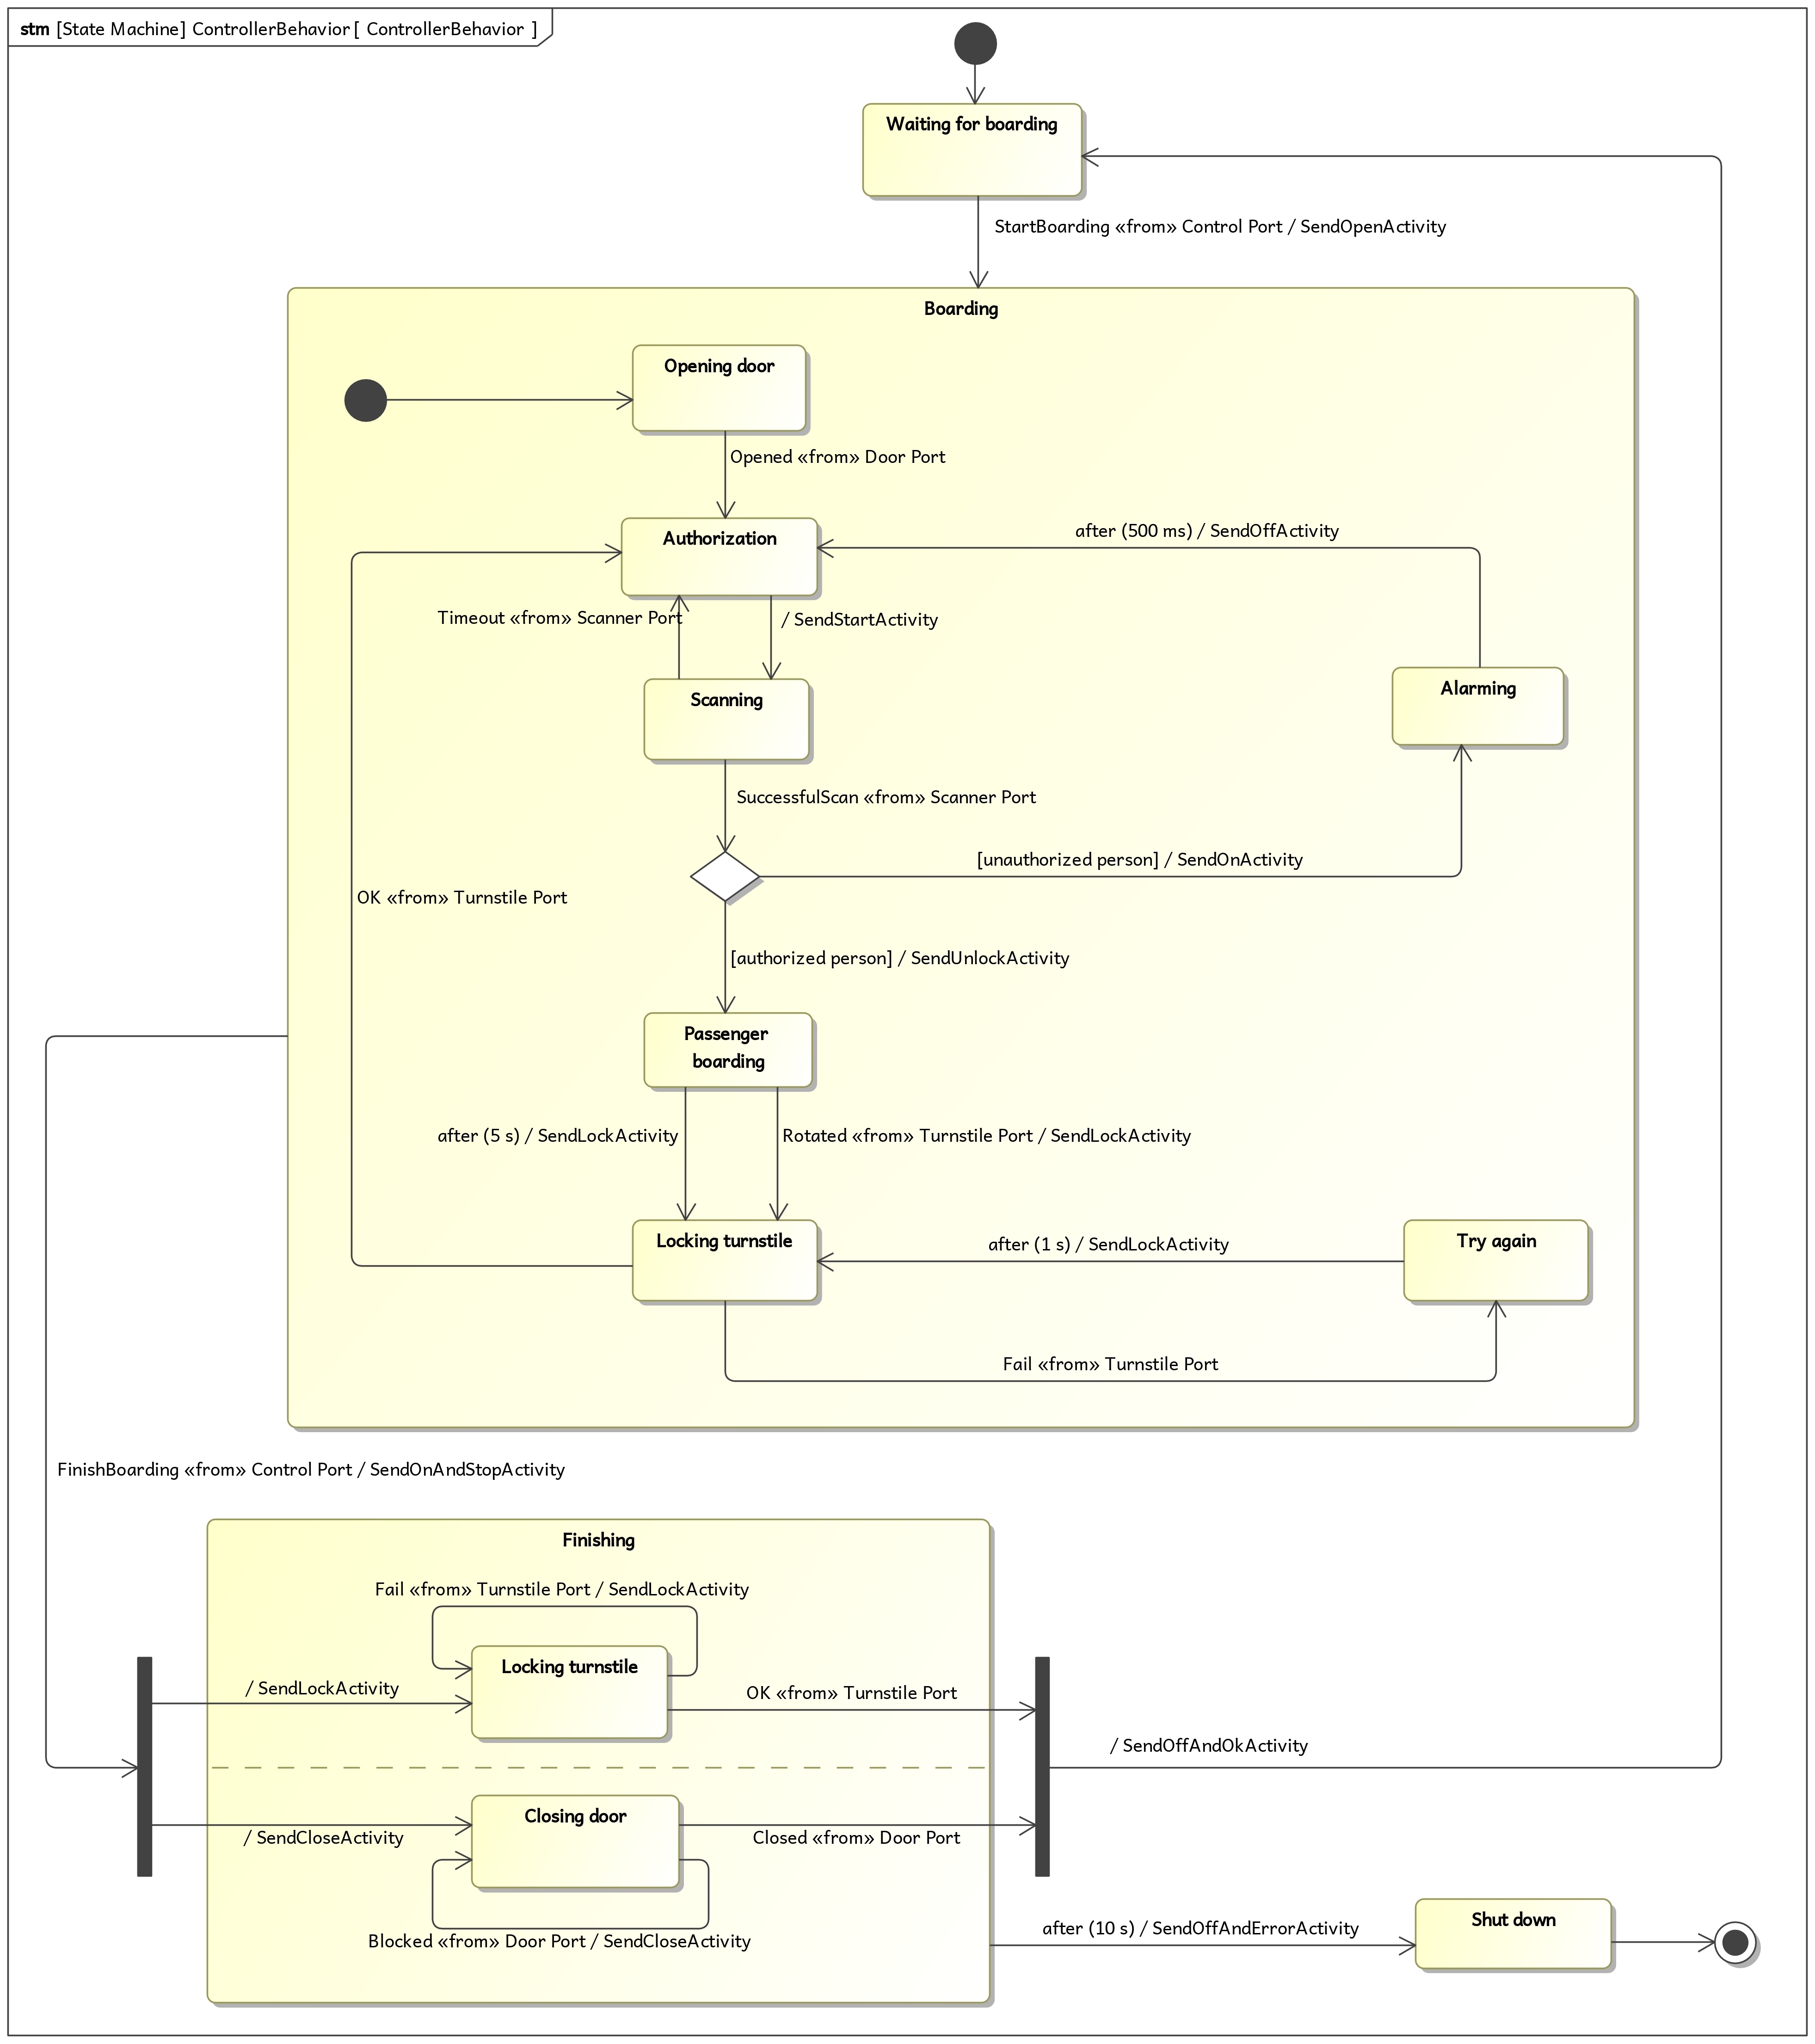 stm [State Machine] ControllerBehavior [ ControllerBehavior ]
Waiting for boarding
StartBoarding «from» Control Port / SendOpenActivity
Boarding
Opening door
Opened «from» Door Port
Authorization
after (500 ms) / SendOffActivity
Timeout «from» Scanner Port
/ SendStartActivity
Scanning
Alarming
SuccessfulScan «from» Scanner Port
[unauthorized person] / SendOnActivity
OK «from» Turnstile Port
[authorized person] / SendUnlockActivity
Passenger
boarding
after (5 s) / SendLockActivity
Rotated «from» Turnstile Port / SendLockActivity
Locking turnstile
after (1 s) / SendLockActivity
Try again
Fail «from» Turnstile Port
FinishBoarding «from» Control Port / SendOnAndStopActivity
Finishing
Fail «from» Turnstile Port / SendLockActivity
Locking turnstile
/ SendLockActivity
OK «from» Turnstile Port
/ SendOffAndOkActivity
Closing door
/ SendCloseActivity
Closed «from» Door Port
Blocked «from» Door Port / SendCloseActivity
after (10 s) / SendOffAndErrorActivity
Shut down